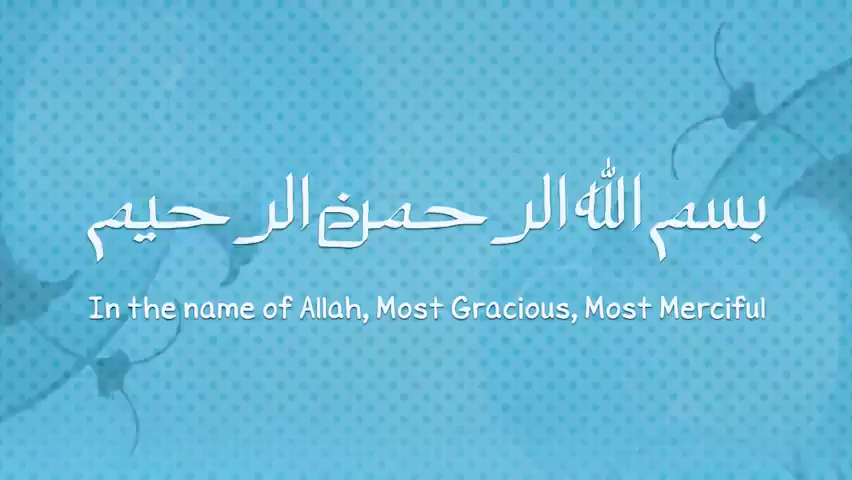 بسم الله الرحمن الرحيم
In the name of Allah, Most Gracious, Most Merciful